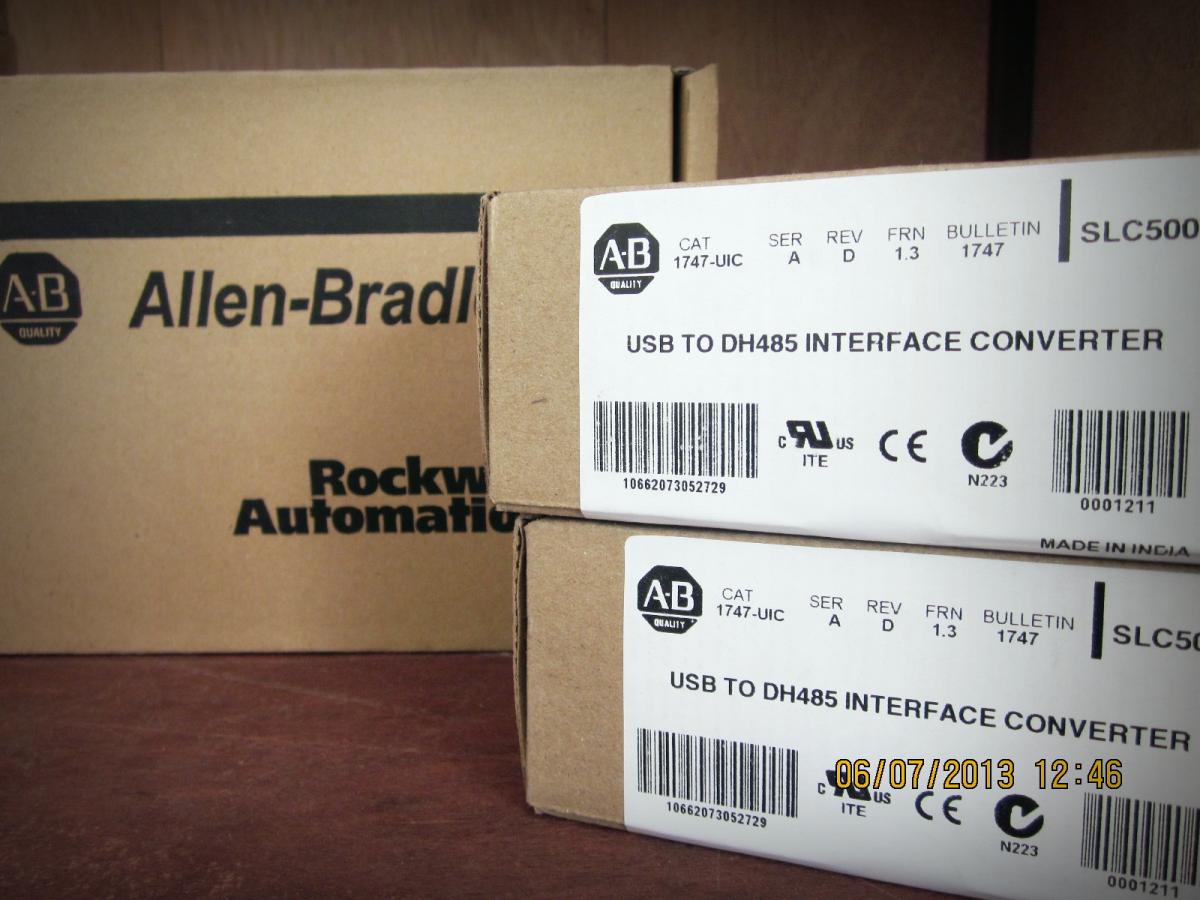 A-B
QUALITY
Allen-Bradl
Rockw
Automatio
A-B
QUALITY
CAT
1747-UIC
SER
A
REV
D
FRN
1.3
BULLETIN
1747
SLC500
USB TO DH485 INTERFACE CONVERTER
10662073052729
C RU US
ITE
CE
N223
0001211
MADE IN INDIA
A-B
QUALITY
CAT
1747-UIC
SER
A
REV
D
FRN
1.3
BULLETIN
1747
SLC50
USB TO DH485 INTERFACE CONVERTER
10662073052729
C RU US
ITE
CE
N223
0001211
06/07/2013 12:46